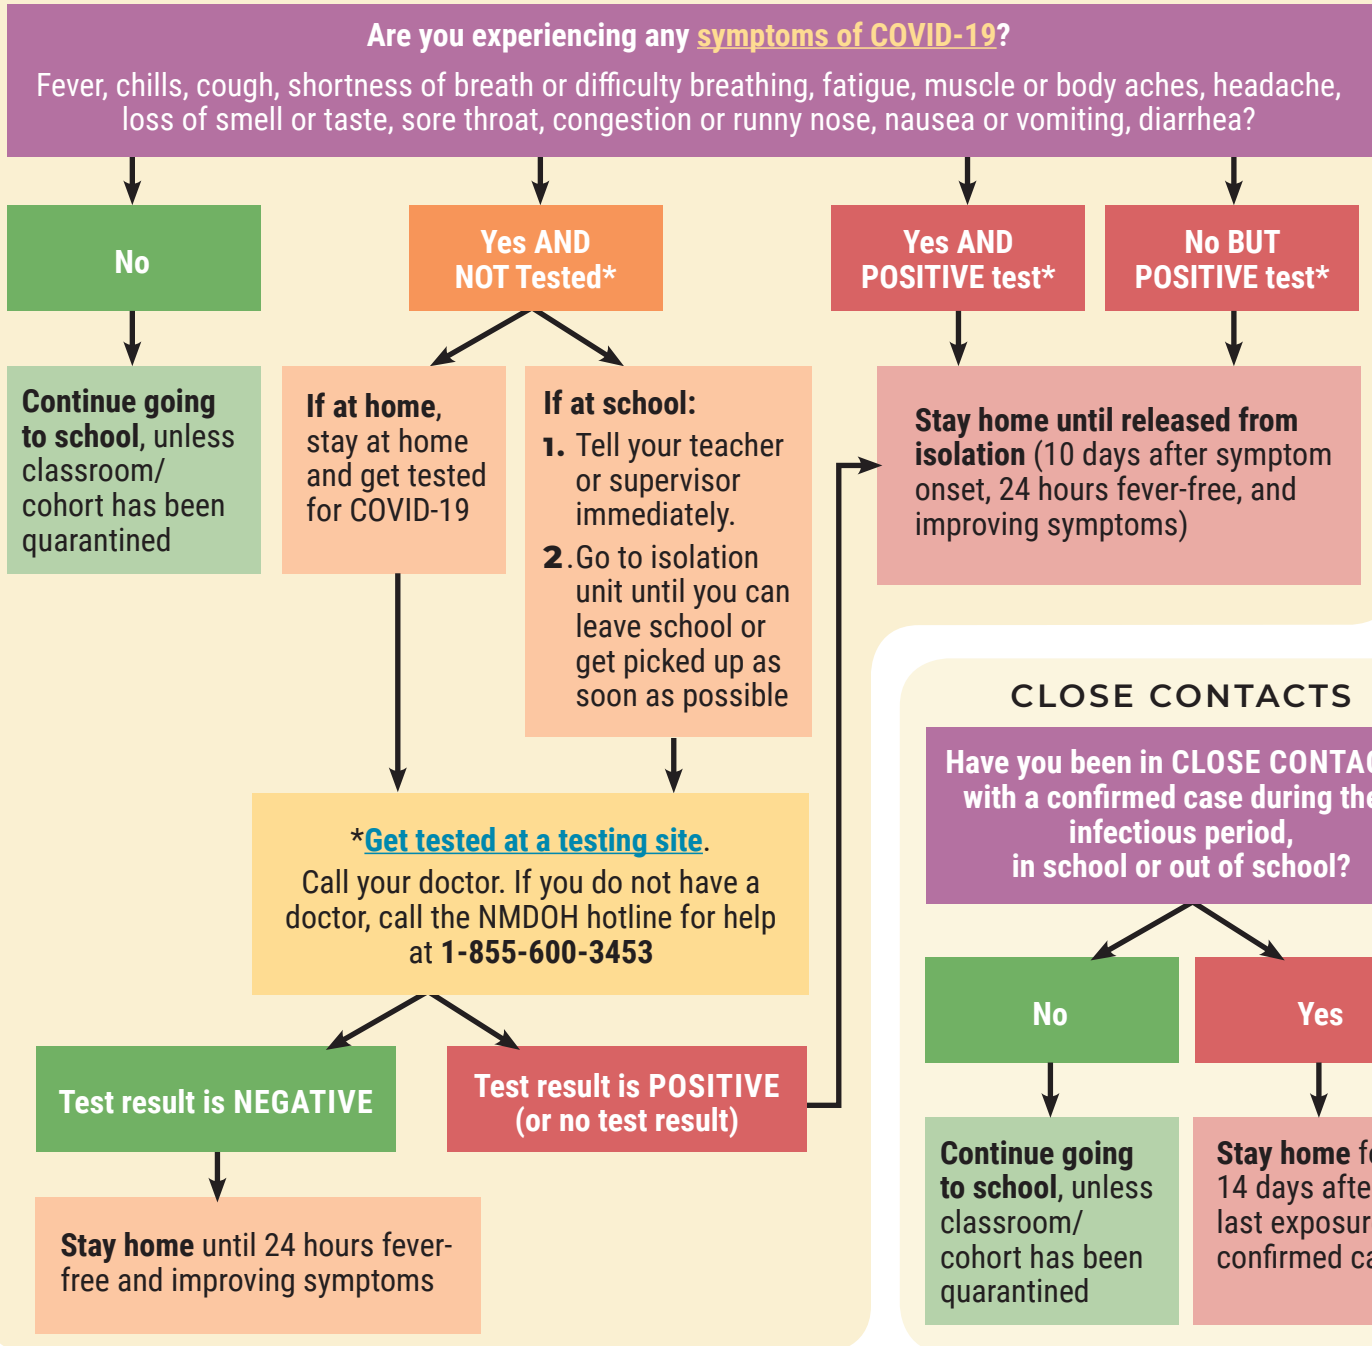 Are you experiencing any symptoms of COVID-19?
Fever, chills, cough, shortness of breath or difficulty breathing, fatigue, muscle or body aches, headache,
loss of smell or taste, sore throat, congestion or runny nose, nausea or vomiting, diarrhea?
No
Yes AND
NOT Tested*
Yes AND
POSITIVE test*
No BUT
POSITIVE test*
Continue going
to school, unless
classroom/
cohort has been
quarantined
If at home,
stay at home
and get tested
for COVID-19
If at school:
1. Tell your teacher
or supervisor
immediately.
2. Go to isolation
unit until you can
leave school or
get picked up as
soon as possible
Stay home until released from
isolation (10 days after symptom
onset, 24 hours fever-free, and
improving symptoms)
*Get tested at a testing site.
Call your doctor. If you do not have a
doctor, call the NMDOH hotline for help
at 1-855-600-3453
Test result is NEGATIVE
Test result is POSITIVE
(or no test result)
Stay home until 24 hours fever-
free and improving symptoms
CLOSE CONTACTS
Have you been in CLOSE
with a confirmed case during
infectious period,
in school or out of school?
No
Yes
Continue going
to school, unless
classroom/
cohort has been
quarantined
Stay home
14 days
last
confirmed